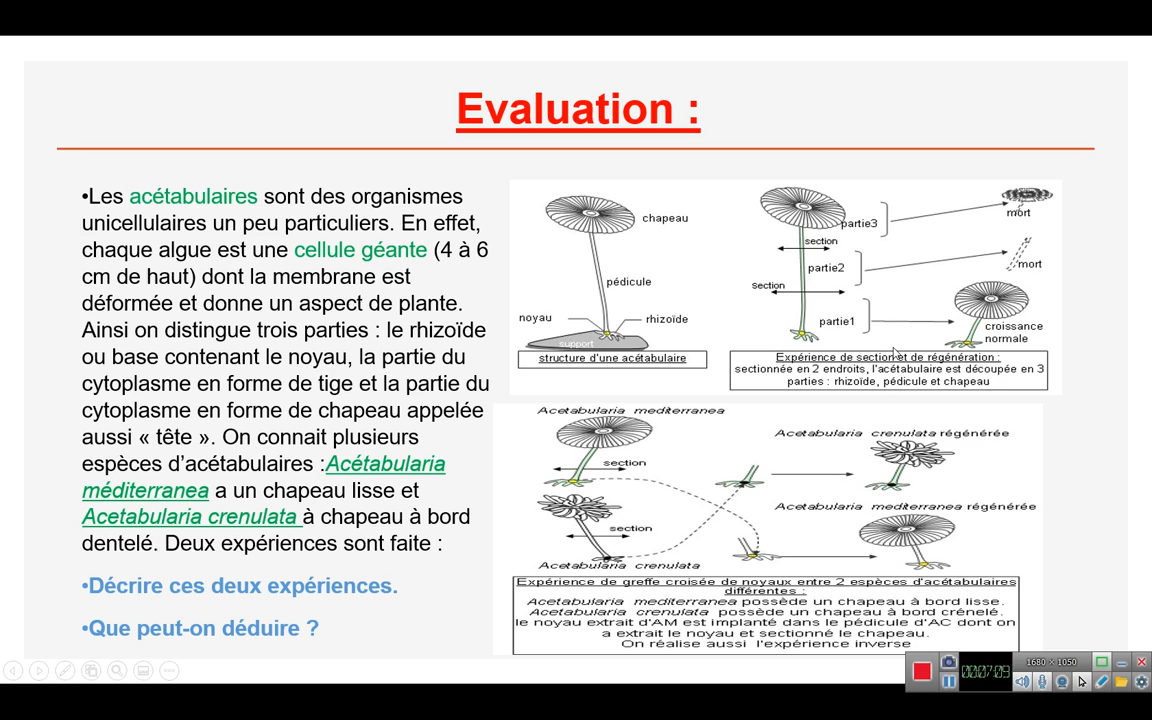 Evaluation :
•Les acétabulaires sont des organismes
unicellulaires un peu particuliers. En effet,
chaque algue est une cellule géante (4 à 6
cm de haut) dont la membrane est
déformée et donne un aspect de plante.
Ainsi on distingue trois parties : le rhizoïde
ou base contenant le noyau, la partie du
cytoplasme en forme de tige et la partie du
cytoplasme en forme de chapeau appelée
aussi « tête ». On connait plusieurs
espèces d'acétabulaires :Acétabularia
méditerranea a un chapeau lisse et
Acetabularia crenulata à chapeau à bord
dentelé. Deux expériences sont faite :
•Décrire ces deux expériences.
•Que peut-on déduire ?
chapeau
pédicule
noyau
rhizoïde
support
structure d'une acétabulaire
partie3
section
partie2
section
partie1
mort
mort
croissance
normale
Expérience de section et de régénération :
sectionnée en 2 endroits, l'acétabulaire est découpée en 3
parties : rhizoïde, pédicule et chapeau
Acetabularia mediterranea
section
Acetabularia crenulata régénérée
section
Acetabularia mediterranea régénérée
Acetabularia crenulata
Expérience de greffe croisée de noyaux entre 2 espèces d'acétabulaires
différentes :
Acetabularia mediterranea possède un chapeau à bord lisse.
Acetabularia crenulata possède un chapeau à bord crénelé.
le noyau extrait d'AM est implanté dans le pédicule d'AC dont on
a extrait le noyau et sectionné le chapeau.
On réalise aussi l'expérience inverse
1680 × 1050
00:07:09